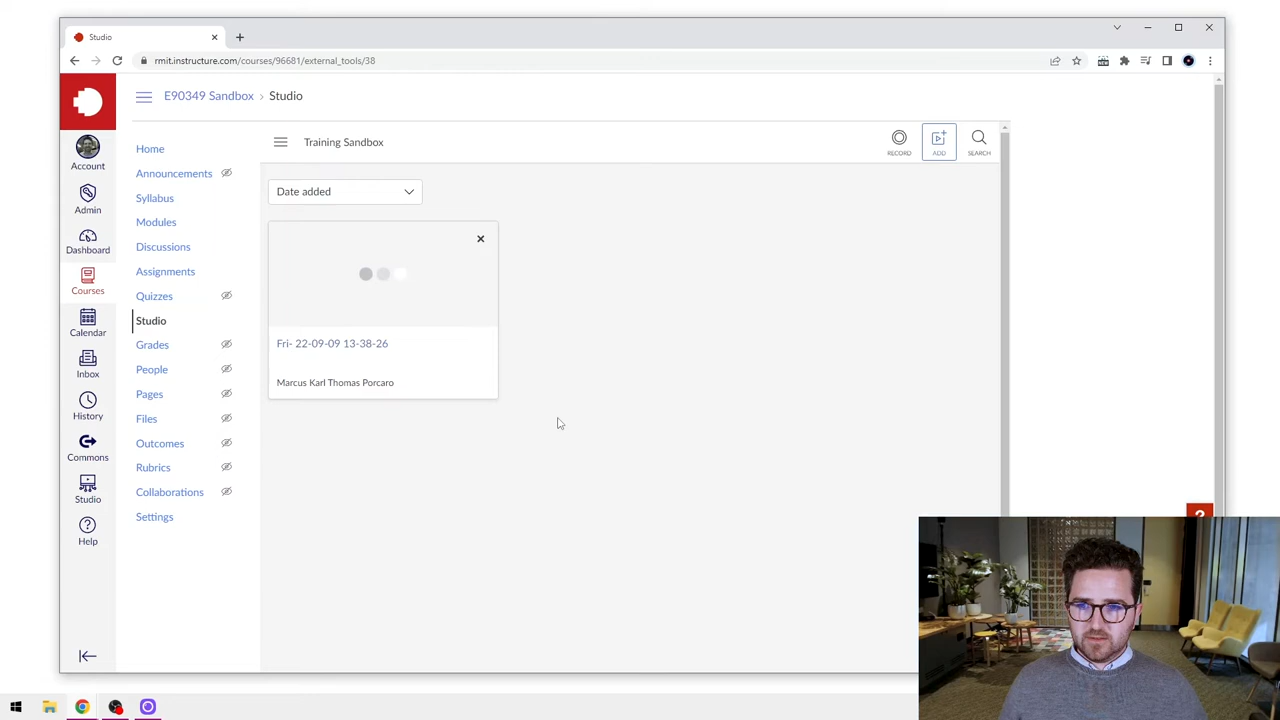 Studio
rmit.instructure.com/courses/96681/external_tools/38
E90349 Sandbox › Studio
Account
Admin
Dashboard
Courses
Calendar
Inbox
History
Commons
Studio
Help
Home
Announcements
Syllabus
Modules
Discussions
Assignments
Quizzes
Studio
Grades
People
Pages
Files
Outcomes
Rubrics
Collaborations
Settings
Training Sandbox
RECORD
ADD
SEARCH
Date added
Fri- 22-09-09 13-38-26
Marcus Karl Thomas Porcaro